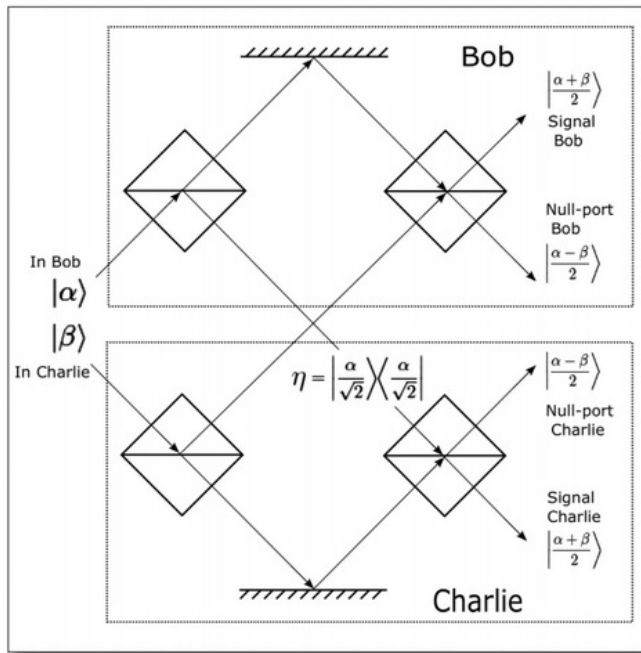 Bob
|α+β/2⟩
Signal
Bob
Null-port
Bob
|α−β/2⟩
In Bob
|α⟩
|β⟩
In Charlie
η = |α/√2⟩⟨α/√2|
|α−β/2⟩
Null-port
Charlie
Signal
Charlie
|α+β/2⟩
Charlie